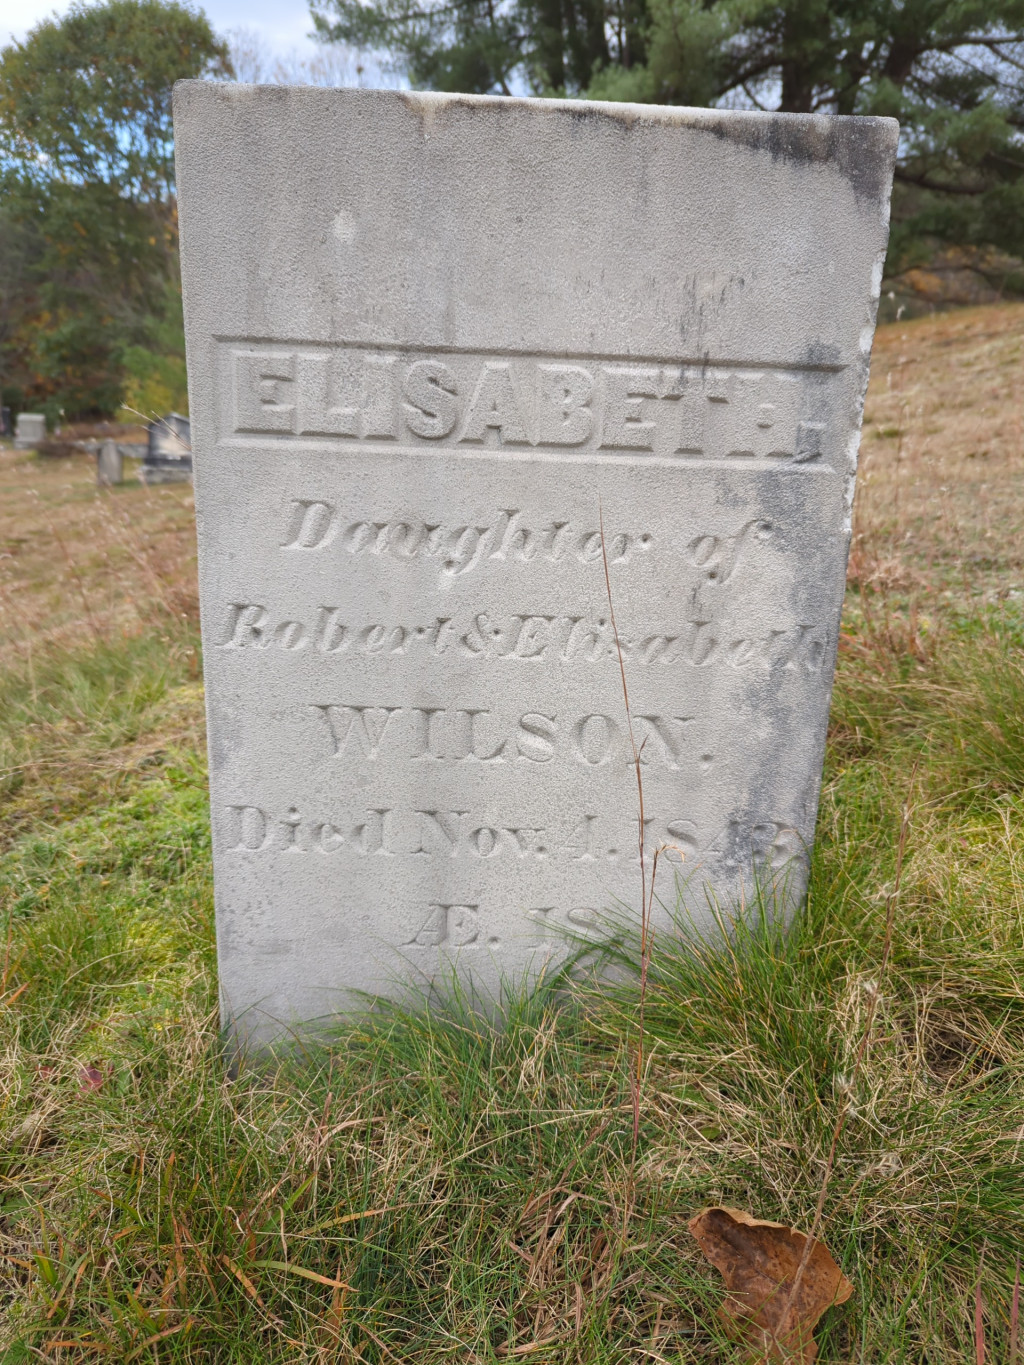 ELISABETH
Daughter of
Robert & Elisabeth
WILSON.
Died Nov. 4. 1843
Æ. 18